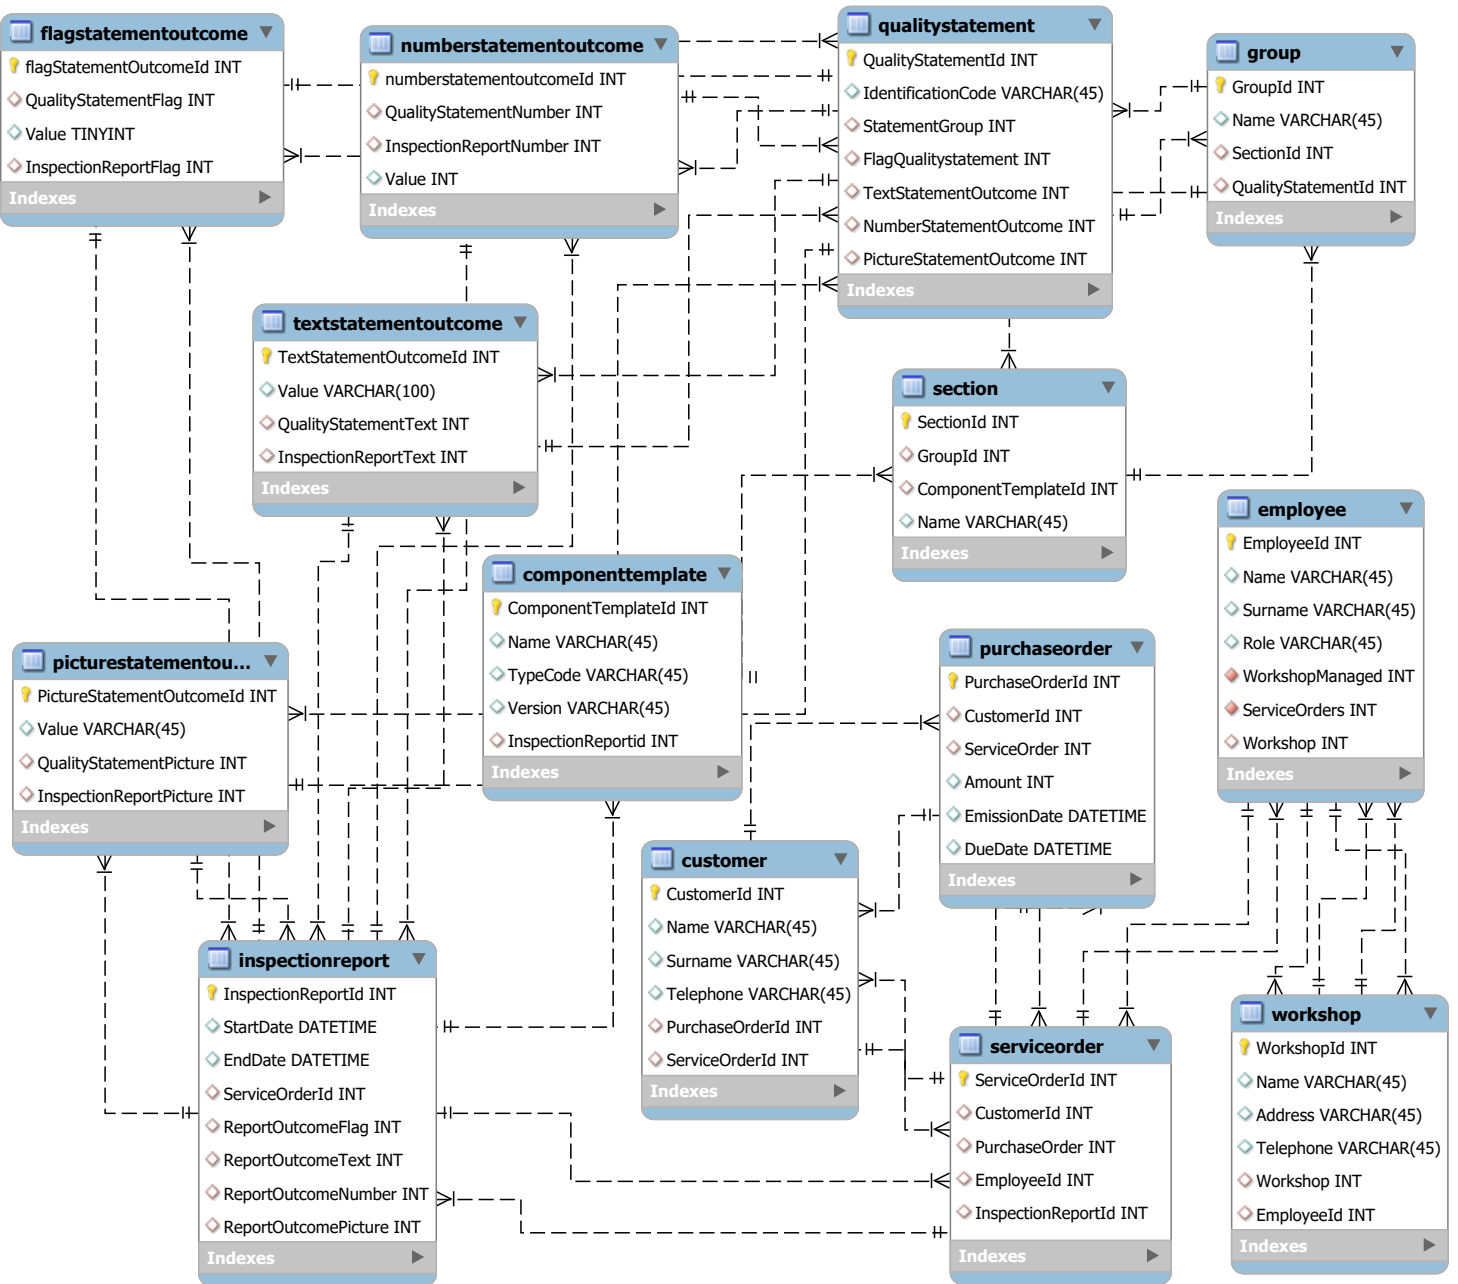 flagstatementoutcome
flagStatementOutcomeId INT
QualityStatementFlag INT
Value TINYINT
InspectionReportFlag INT
Indexes
numberstatementoutcome
numberstatementoutcomeId INT
QualityStatementNumber INT
InspectionReportNumber INT
Value INT
Indexes
qualitystatement
QualityStatementId INT
IdentificationCode VARCHAR(45)
StatementGroup INT
FlagQualitystatement INT
TextStatementOutcome INT
NumberStatementOutcome INT
PictureStatementOutcome INT
Indexes
group
GroupId INT
Name VARCHAR(45)
SectionId INT
QualityStatementId INT
Indexes
textstatementoutcome
TextStatementOutcomeId INT
Value VARCHAR(100)
QualityStatementText INT
InspectionReportText INT
Indexes
section
SectionId INT
GroupId INT
ComponentTemplateId INT
Name VARCHAR(45)
Indexes
employee
EmployeeId INT
Name VARCHAR(45)
Surname VARCHAR(45)
Role VARCHAR(45)
WorkshopManaged INT
ServiceOrders INT
Workshop INT
Indexes
componenttemplate
ComponentTemplateId INT
Name VARCHAR(45)
TypeCode VARCHAR(45)
Version VARCHAR(45)
InspectionReportid INT
Indexes
picturestatementou...
PictureStatementOutcomeId INT
Value VARCHAR(45)
QualityStatementPicture INT
InspectionReportPicture INT
Indexes
purchaseorder
PurchaseOrderId INT
CustomerId INT
ServiceOrder INT
Amount INT
EmissionDate DATETIME
DueDate DATETIME
Indexes
customer
CustomerId INT
Name VARCHAR(45)
Surname VARCHAR(45)
Telephone VARCHAR(45)
PurchaseOrderId INT
ServiceOrderId INT
Indexes
inspectionreport
InspectionReportId INT
StartDate DATETIME
EndDate DATETIME
ServiceOrderId INT
ReportOutcomeFlag INT
ReportOutcomeText INT
ReportOutcomeNumber INT
ReportOutcomePicture INT
Indexes
serviceorder
ServiceOrderId INT
CustomerId INT
PurchaseOrder INT
EmployeeId INT
InspectionReportId INT
Indexes
workshop
WorkshopId INT
Name VARCHAR(45)
Address VARCHAR(45)
Telephone VARCHAR(45)
Workshop INT
EmployeeId INT
Indexes